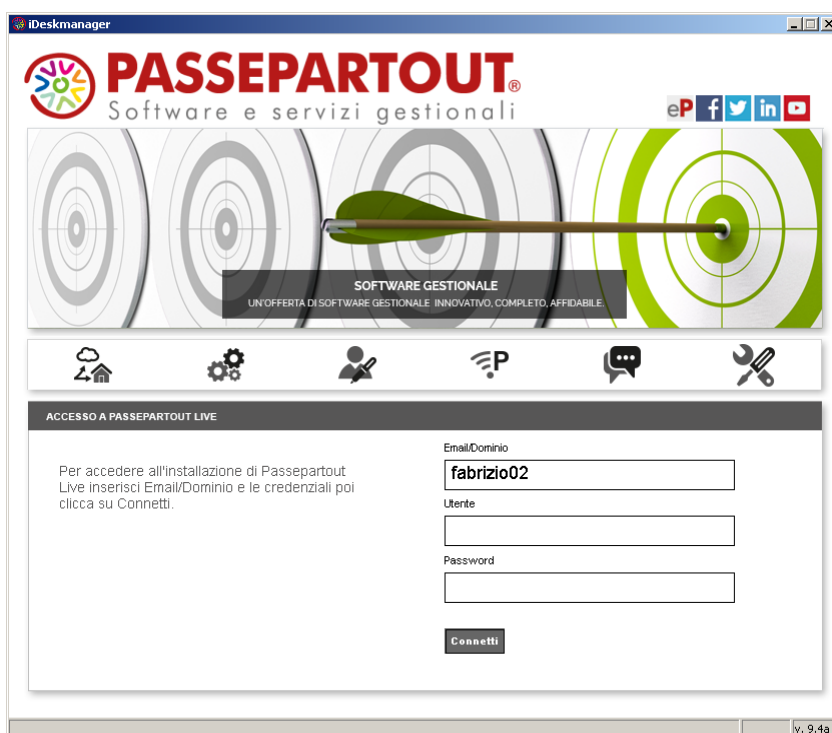 iDeskmanager
PASSEPARTOUT®
Software e servizi gestionali
eP f in
SOFTWARE GESTIONALE
UN'OFFERTA DI SOFTWARE GESTIONALE INNOVATIVO, COMPLETO, AFFIDABILE.
P
ACCESSO A PASSEPARTOUT LIVE
Per accedere all'installazione di Passepartout
Live inserisci Email/Dominio e le credenziali poi
clicca su Connetti.
Email/Dominio
fabrizio02
Utente
Password
Connetti
v. 9.4a